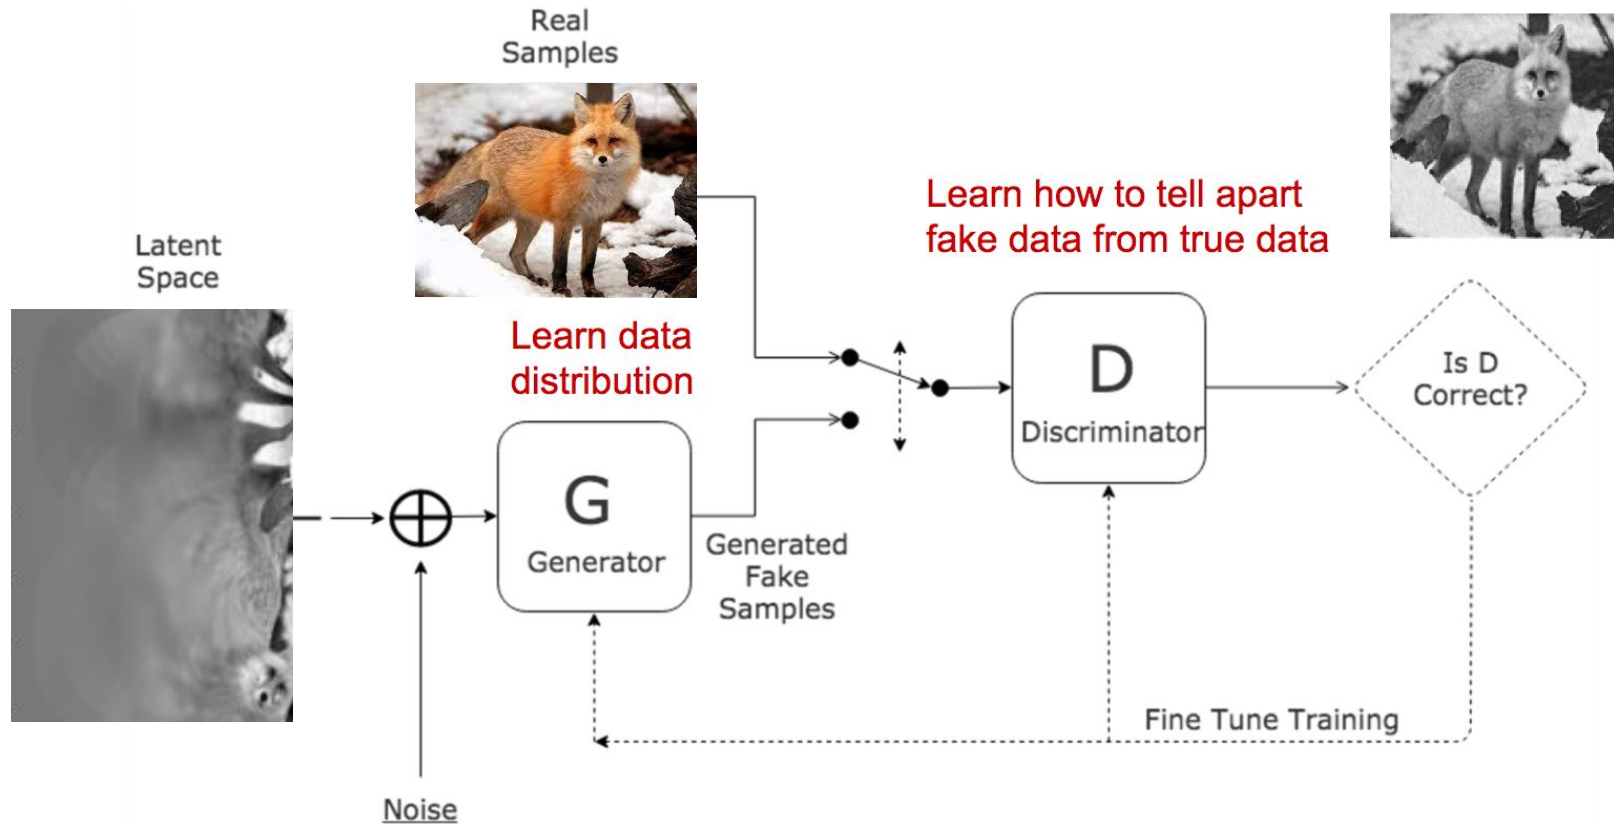 Real
Samples
Learn how to tell apart
fake data from true data
Latent
Space
Learn data
distribution
D
Discriminator
Is D
Correct?
G
Generator
Generated
Fake
Samples
Fine Tune Training
Noise